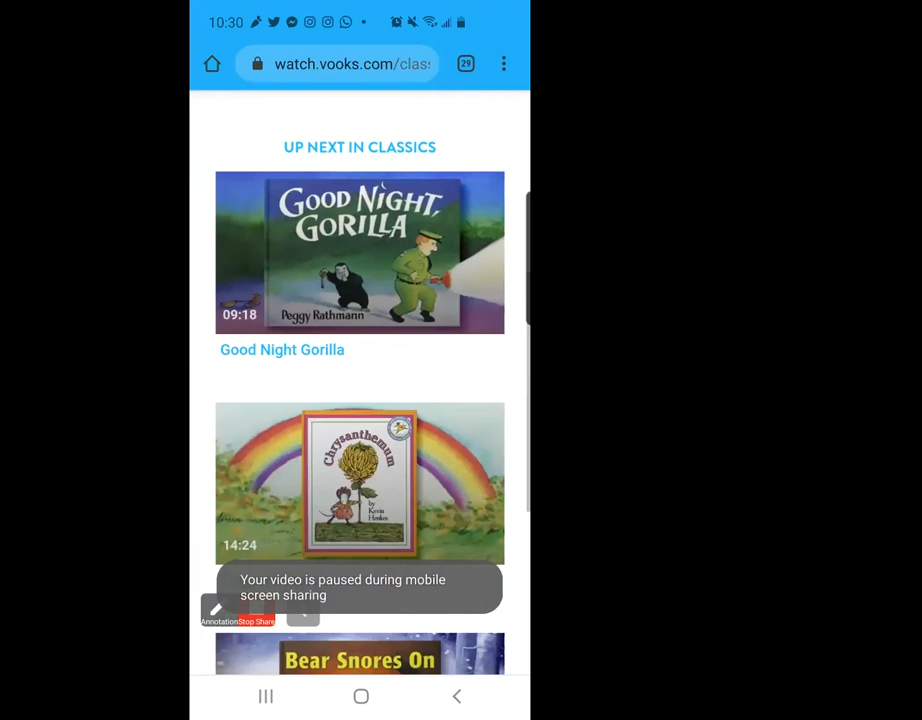 10:30
watch.vooks.com/clas
29
UP NEXT IN CLASSICS
GOOD NIGHT,
GORILLA
Peggy Rathmann
09:18
Good Night Gorilla
Chrysanthemum
by
Kevin
Henkes
14:24
Your video is paused during mobile
screen sharing
Annotation
Stop Share
Bear Snores On